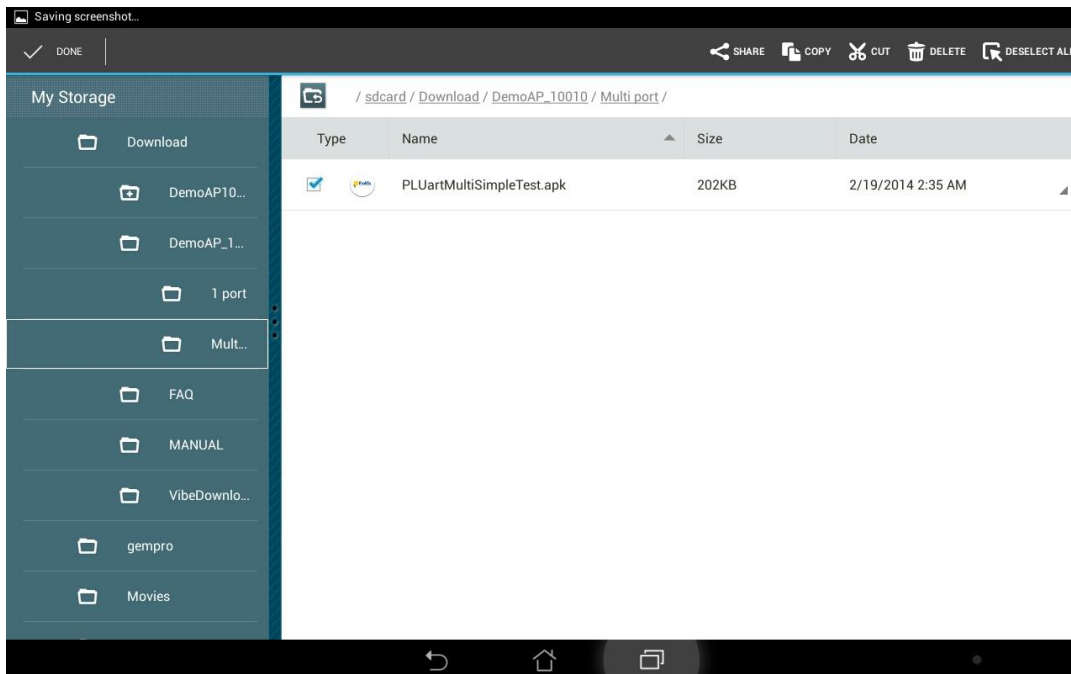 Saving screenshot...
DONE
SHARE COPY CUT DELETE DESELECT ALL
My Storage
/ sdcard / Download / DemoAP_10010 / Multi port /
Download
Type Name Size Date
DemoAP10...
PLUartMultiSimpleTest.apk 202KB 2/19/2014 2:35 AM
DemoAP_1...
1 port
Mult...
FAQ
MANUAL
VibeDownlo...
gempro
Movies